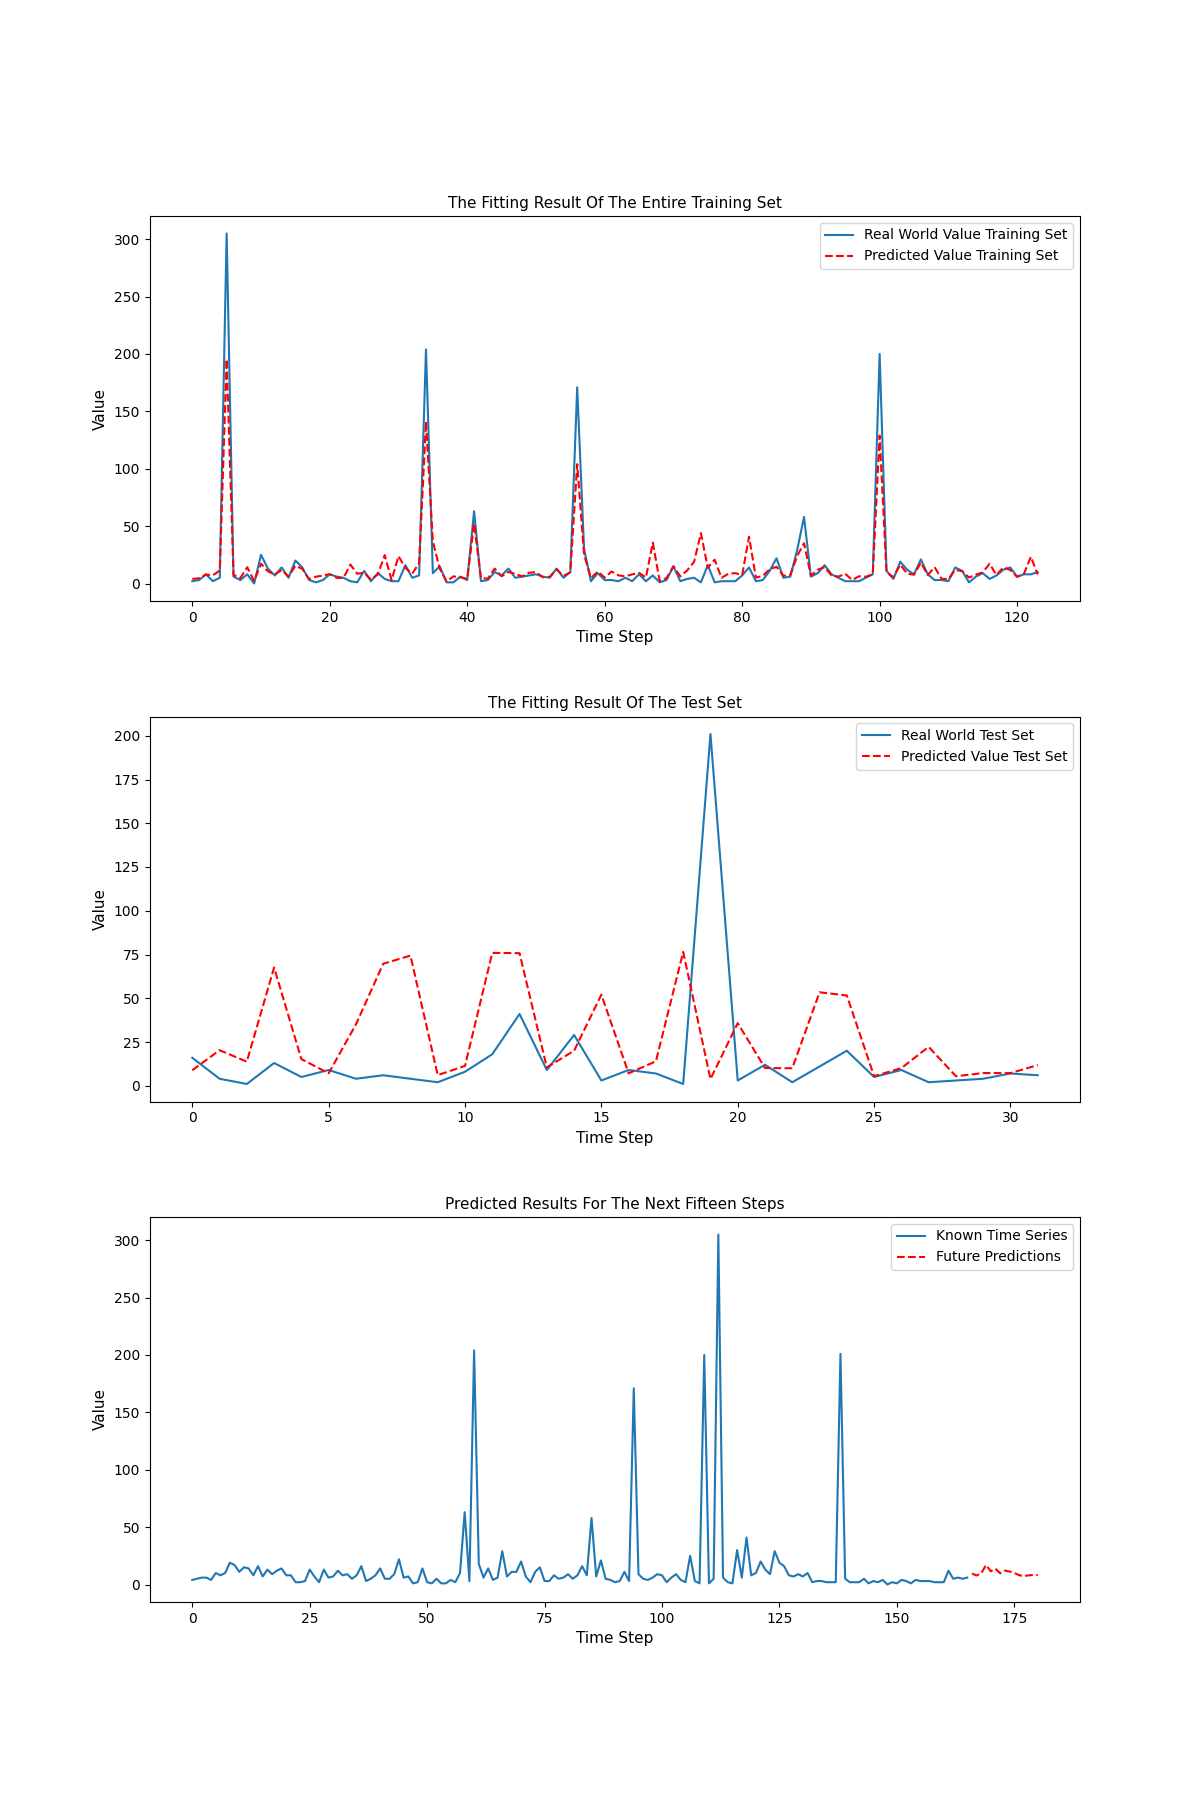 The Fitting Result Of The Entire Training Set
Real World Value Training Set
Predicted Value Training Set
300
250
200
150
100
50
0
Value
0 20 40 60 80 100 120
Time Step
The Fitting Result Of The Test Set
Real World Test Set
Predicted Value Test Set
200
175
150
125
100
75
50
25
0
Value
0 5 10 15 20 25 30
Time Step
Predicted Results For The Next Fifteen Steps
Known Time Series
Future Predictions
300
250
200
150
100
50
0
Value
0 25 50 75 100 125 150 175
Time Step